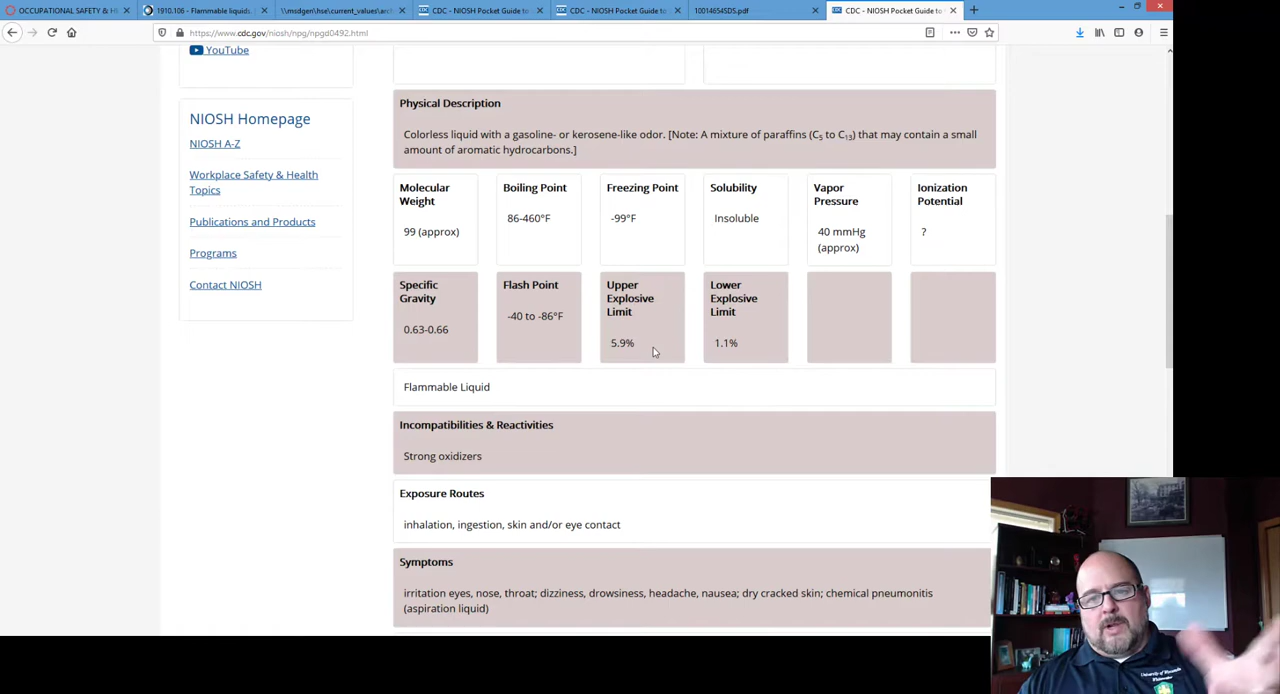 OCCUPATIONAL SAFETY & H
1910.106 - Flammable liquids.
\\msdgen\hse\current_values\arch
CDC - NIOSH Pocket Guide to
CDC - NIOSH Pocket Guide to
10014654SDS.pdf
CDC - NIOSH Pocket Guide to
https://www.cdc.gov/niosh/npg/npgd0492.html
YouTube
NIOSH Homepage
NIOSH A-Z
Workplace Safety & Health
Topics
Publications and Products
Programs
Contact NIOSH
Physical Description
Colorless liquid with a gasoline- or kerosene-like odor. [Note: A mixture of paraffins (C5 to C13) that may contain a small
amount of aromatic hydrocarbons.]
Molecular
Weight
99 (approx)
Boiling Point
86-460°F
Freezing Point
-99°F
Solubility
Insoluble
Vapor
Pressure
40 mmHg
(approx)
Ionization
Potential
?
Specific
Gravity
0.63-0.66
Flash Point
-40 to -86°F
Upper
Explosive
Limit
5.9%
Lower
Explosive
Limit
1.1%
Flammable Liquid
Incompatibilities & Reactivities
Strong oxidizers
Exposure Routes
inhalation, ingestion, skin and/or eye contact
Symptoms
irritation eyes, nose, throat; dizziness, drowsiness, headache, nausea; dry cracked skin; chemical pneumonitis
(aspiration liquid)